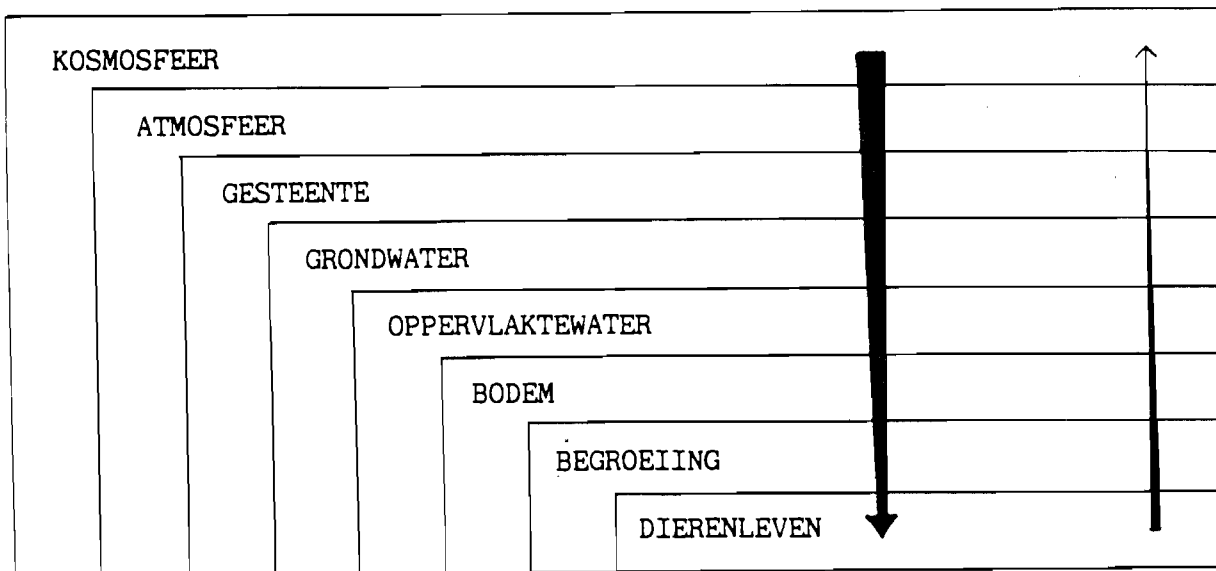 KOSMOSFEER
ATMOSFEER
GESTEENTE
GRONDWATER
OPPERVLAKTEWATER
BODEM
BEGROEIING
DIERENLEVEN